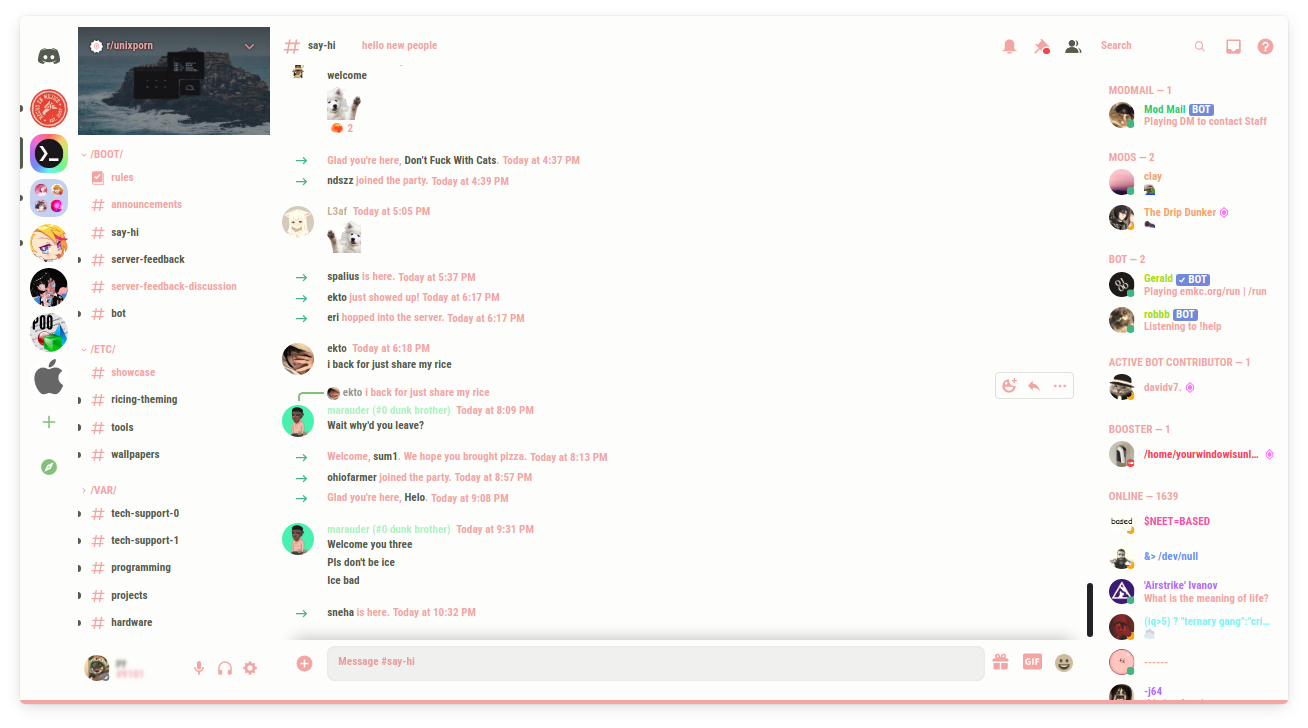 r/unixporn
/BOOT/
rules
announcements
say-hi
server-feedback
server-feedback-discussion
bot
/ETC/
showcase
ricing-theming
tools
wallpapers
/VAR/
tech-support-0
tech-support-1
programming
projects
hardware
say-hi hello new people
Search
welcome
2
Glad you're here, Don't Fuck With Cats. Today at 4:37 PM
ndszz joined the party. Today at 4:39 PM
L3af Today at 5:05 PM
spalius is here. Today at 5:37 PM
ekto just showed up! Today at 6:17 PM
eri hopped into the server. Today at 6:17 PM
ekto Today at 6:18 PM
i back for just share my rice
ekto i back for just share my rice
marauder (#0 dunk brother) Today at 8:09 PM
Wait why'd you leave?
Welcome, sum1. We hope you brought pizza. Today at 8:13 PM
ohiofarmer joined the party. Today at 8:57 PM
Glad you're here, Helo. Today at 9:08 PM
marauder (#0 dunk brother) Today at 9:31 PM
Welcome you three
Pls don't be ice
Ice bad
sneha is here. Today at 10:32 PM
Message #say-hi
GIF
MODMAIL — 1
Mod Mail BOT
Playing DM to contact Staff
MODS — 2
clay
The Drip Dunker
BOT — 2
Gerald ✓ BOT
Playing emkc.org/run | /run
robbb BOT
Listening to !help
ACTIVE BOT CONTRIBUTOR — 1
davidv7.
BOOSTER — 1
/home/yourwindowisunl...
ONLINE — 1639
based
$NEET=BASED
&> /dev/null
'Airstrike' Ivanov
What is the meaning of life?
(iq>5) ? "ternary gang":"cri...
------
-j64